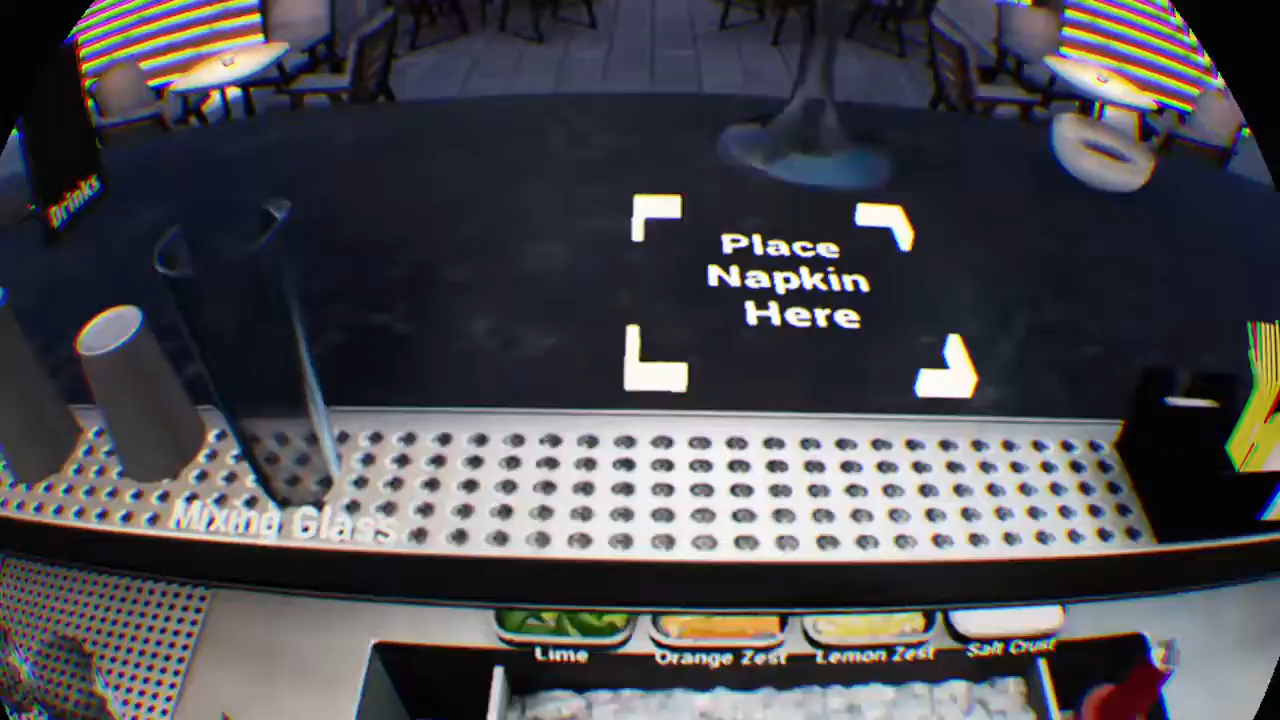 Drinks
Place
Napkin
Here
Mixing Glass
Lime
Orange Zest
Lemon Zest
Salt Crust